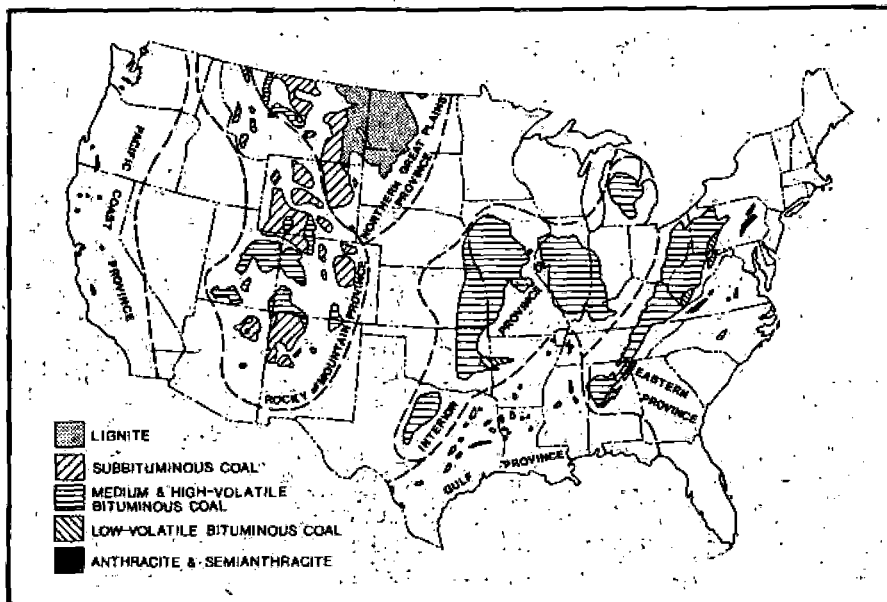 PACIFIC
COAST
PROVINCE
NORTHERN GREAT PLAINS
PROVINCE
ROCKY MOUNTAIN PROVINCE
INTERIOR
PROVINCE
EASTERN
PROVINCE
GULF PROVINCE
LIGNITE
SUBBITUMINOUS COAL
MEDIUM & HIGH-VOLATILE
BITUMINOUS COAL
LOW-VOLATILE BITUMINOUS COAL
ANTHRACITE & SEMIANTHRACITE